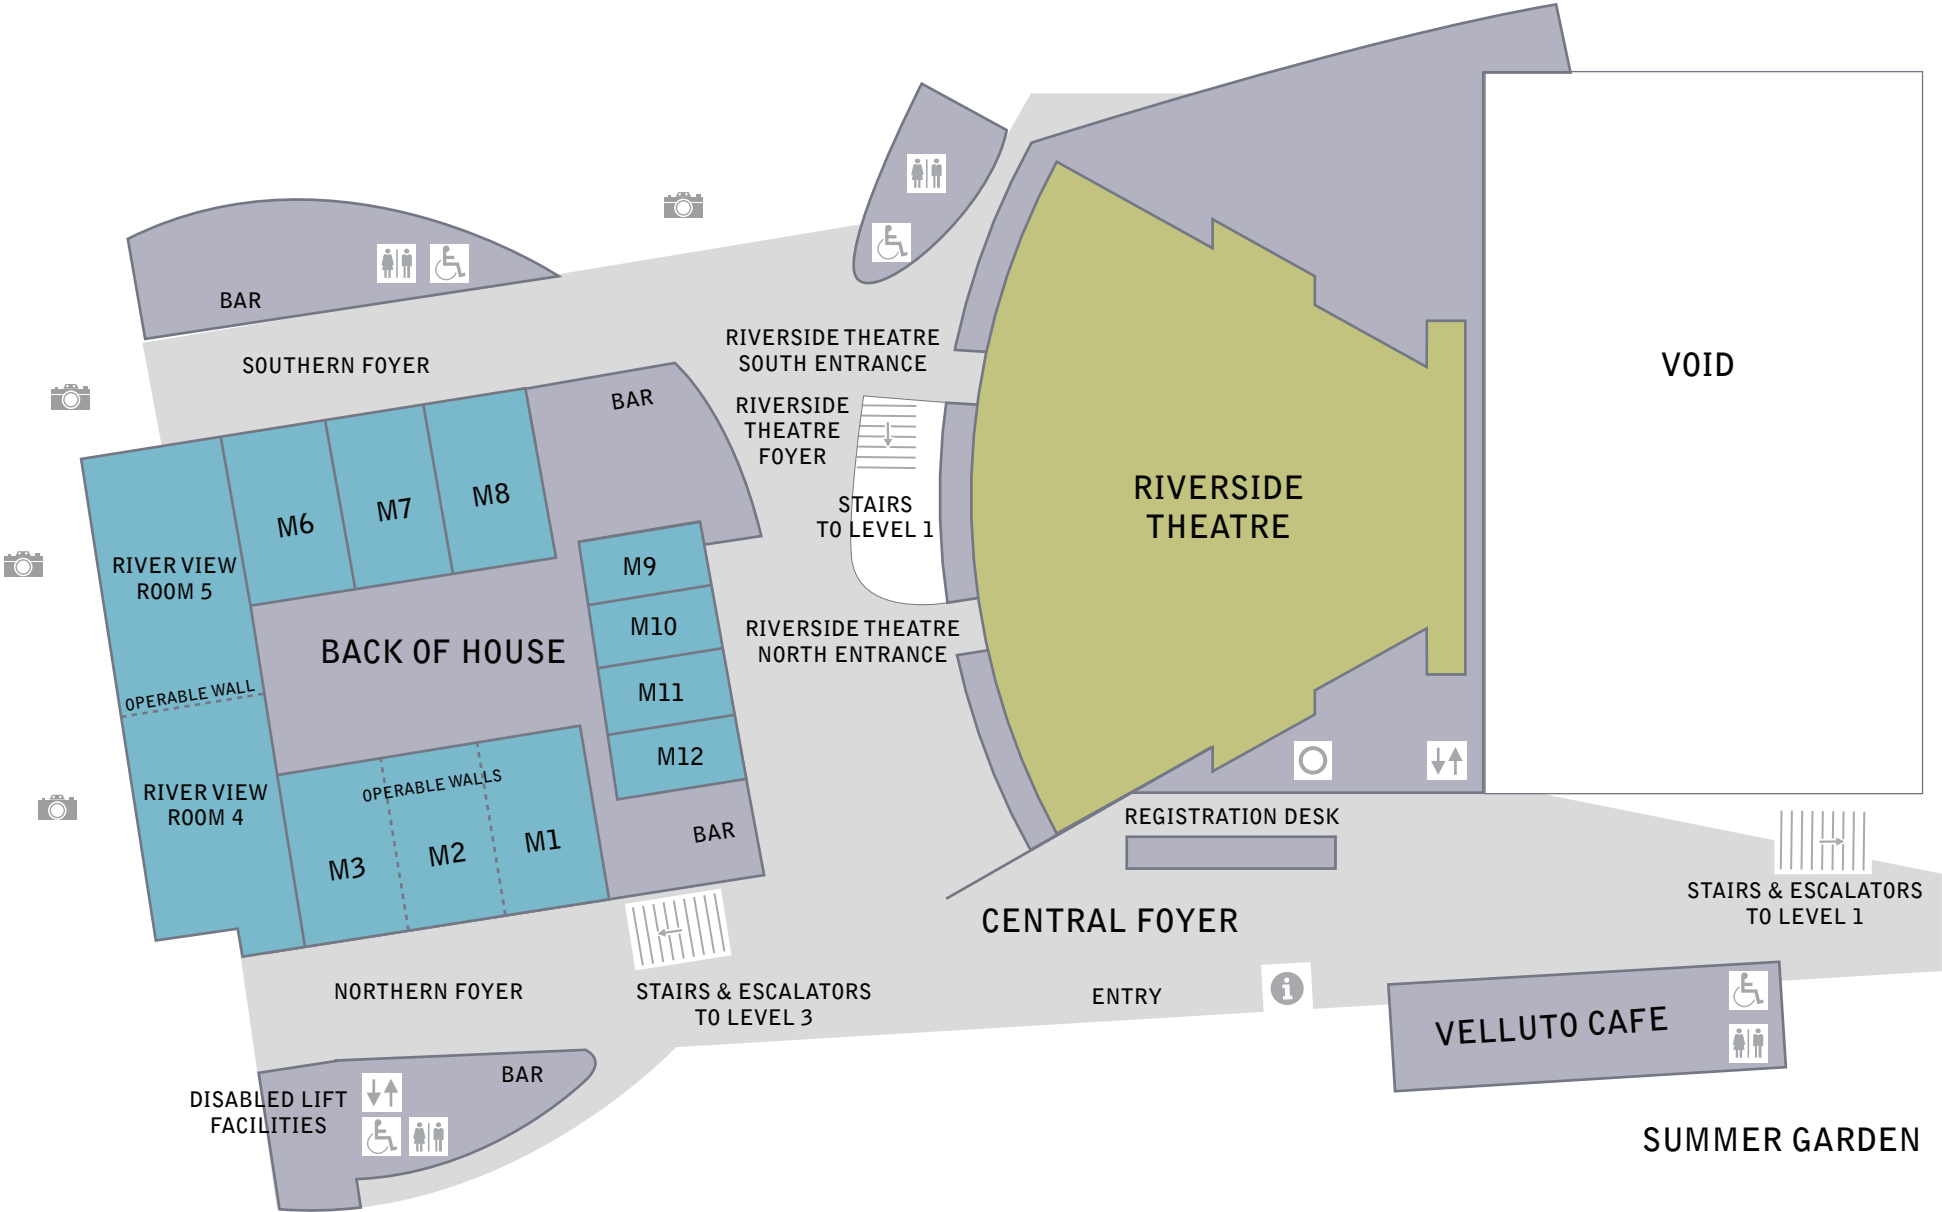 BAR
SOUTHERN FOYER
RIVERSIDE THEATRE
SOUTH ENTRANCE
BAR
RIVERSIDE
THEATRE
FOYER
VOID
M6
M7
M8
STAIRS
TO LEVEL 1
RIVERSIDE
THEATRE
RIVER VIEW
ROOM 5
M9
M10
BACK OF HOUSE
RIVERSIDE THEATRE
NORTH ENTRANCE
M11
OPERABLE WALL
M12
RIVER VIEW
ROOM 4
OPERABLE WALLS
M3
M2
M1
BAR
REGISTRATION DESK
CENTRAL FOYER
STAIRS & ESCALATORS
TO LEVEL 1
NORTHERN FOYER
STAIRS & ESCALATORS
TO LEVEL 3
ENTRY
i
VELLUTO CAFE
BAR
DISABLED LIFT
FACILITIES
SUMMER GARDEN